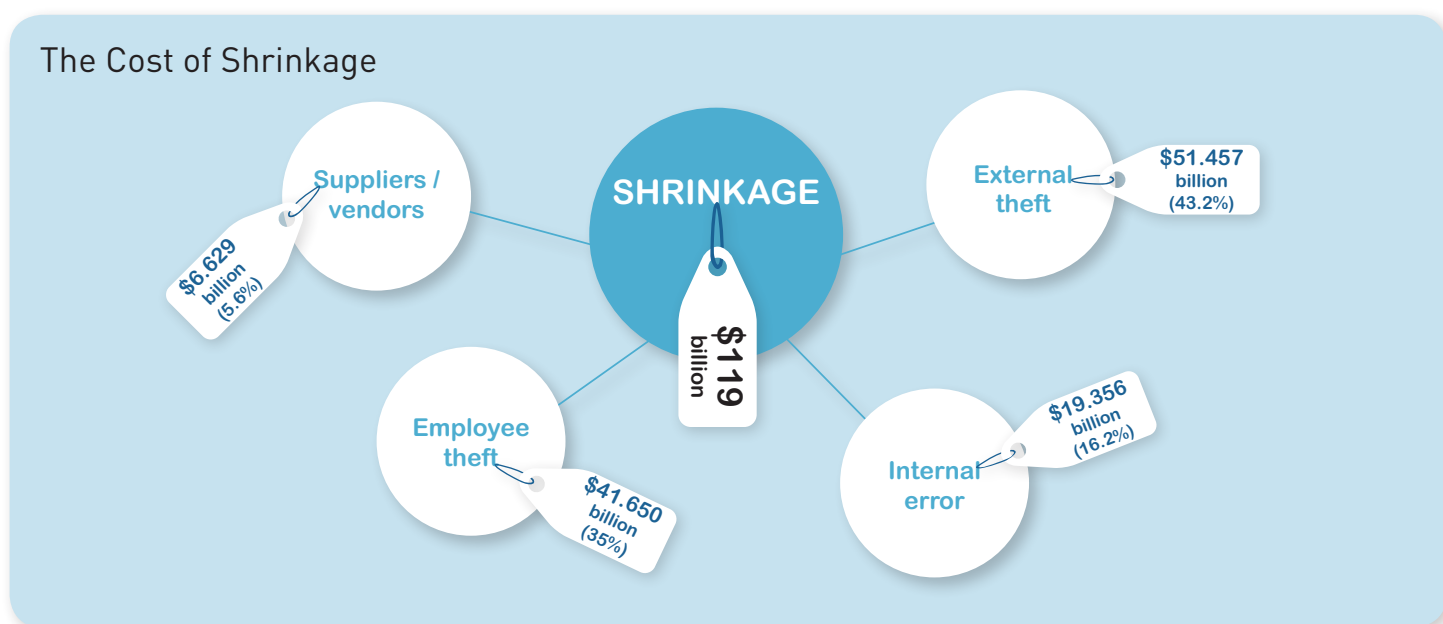 The Cost of Shrinkage
Suppliers /
vendors
$6.629
billion
(5.6%)
SHRINKAGE
$119
billion
External
theft
$51.457
billion
(43.2%)
Employee
theft
$41.650
billion
(35%)
Internal
error
$19.356
billion
(16.2%)